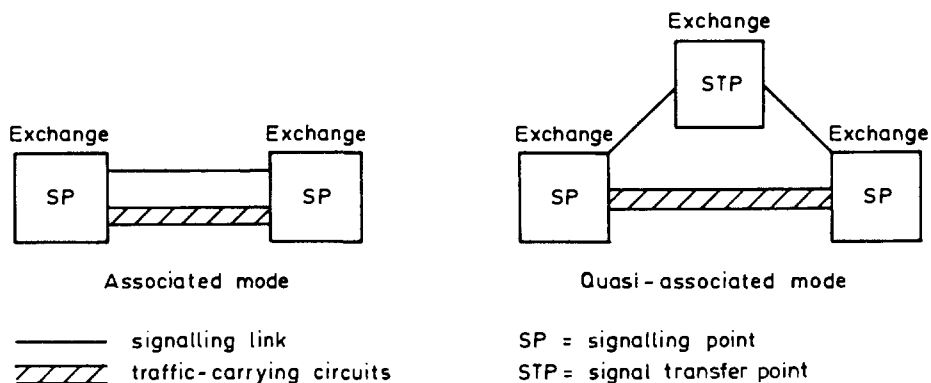 Exchange
STP
Exchange
Exchange
Exchange
Exchange
SP
SP
SP
SP
Associated mode
Quasi-associated mode
signalling link
SP = signalling point
traffic-carrying circuits
STP = signal transfer point